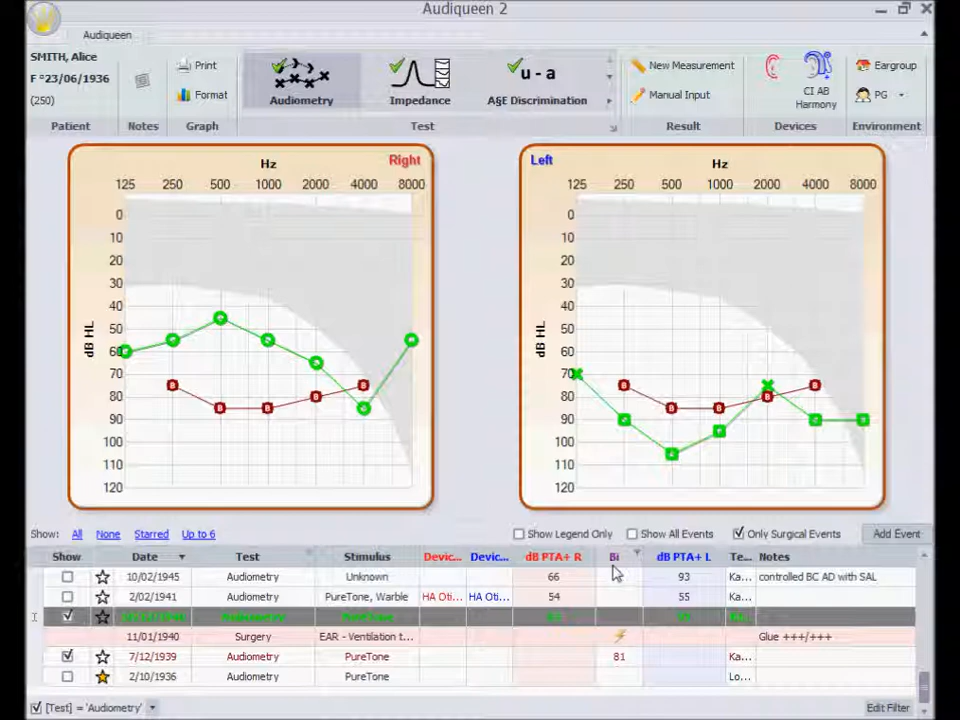 Audiqueen 2
Audiqueen
SMITH, Alice
F °23/06/1936
(250)
Print
Format
Audiometry
Impedance
u - a
A§E Discrimination
New Measurement
Manual Input
CI AB
Harmony
Eargroup
PG
Patient Notes Graph Test Result Devices Environment
Hz Right
125 250 500 1000 2000 4000 8000
0
10
20
30
40
50
60
70
80
90
100
110
120
dB HL
B B B B B
Left Hz
125 250 500 1000 2000 4000 8000
0
10
20
30
40
50
60
70
80
90
100
110
120
dB HL
B B B B B
Show: All None Starred Up to 6 Show Legend Only Show All Events Only Surgical Events Add Event
Show Date Test Stimulus Devic... Devic... dB PTA+ R Bi dB PTA+ L Te... Notes
10/02/1945 Audiometry Unknown 66 93 Ka... controlled BC AD with SAL
2/02/1941 Audiometry PureTone, Warble HA Oti... HA Oti... 54 55 Ka...
11/01/1940 Surgery EAR - Ventilation t... Glue +++/+++
7/12/1939 Audiometry PureTone 81 Ka...
2/10/1936 Audiometry PureTone Lo...
[Test] = 'Audiometry' Edit Filter